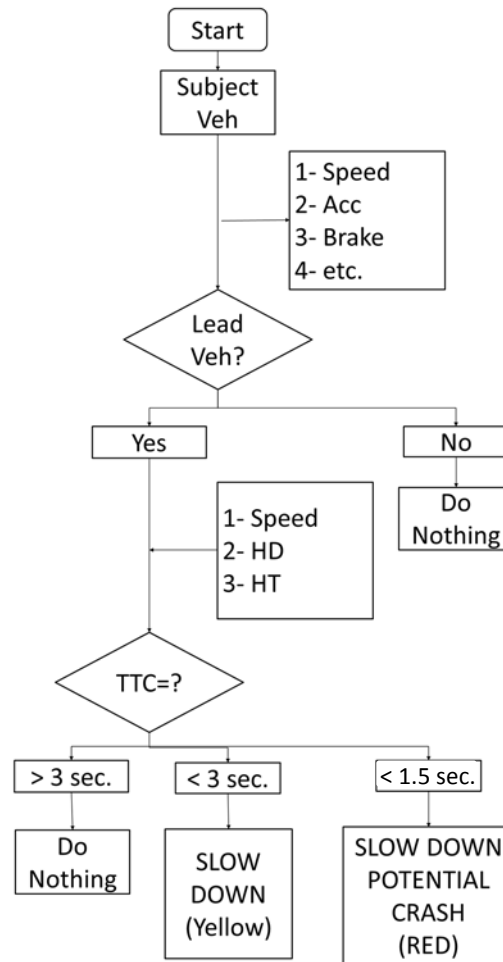 Start
Subject
Veh
1- Speed
2- Acc
3- Brake
4- etc.
Lead
Veh?
Yes
No
Do
Nothing
1- Speed
2- HD
3- HT
TTC=?
> 3 sec.
< 3 sec.
< 1.5 sec.
Do
Nothing
SLOW
DOWN
(Yellow)
SLOW DOWN
POTENTIAL
CRASH
(RED)